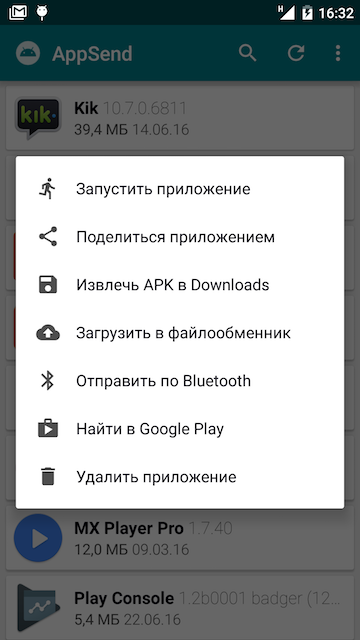 H 16:32
AppSend
Kik 10.7.0.6811
39,4 МБ 14.06.16
Запустить приложение
Поделиться приложением
Извлечь APK в Downloads
Загрузить в файлообменник
Отправить по Bluetooth
Найти в Google Play
Удалить приложение
MX Player Pro 1.7.40
12,0 МБ 09.03.16
Play Console 1.2b0001 badger (12...
5,4 МБ 22.06.16